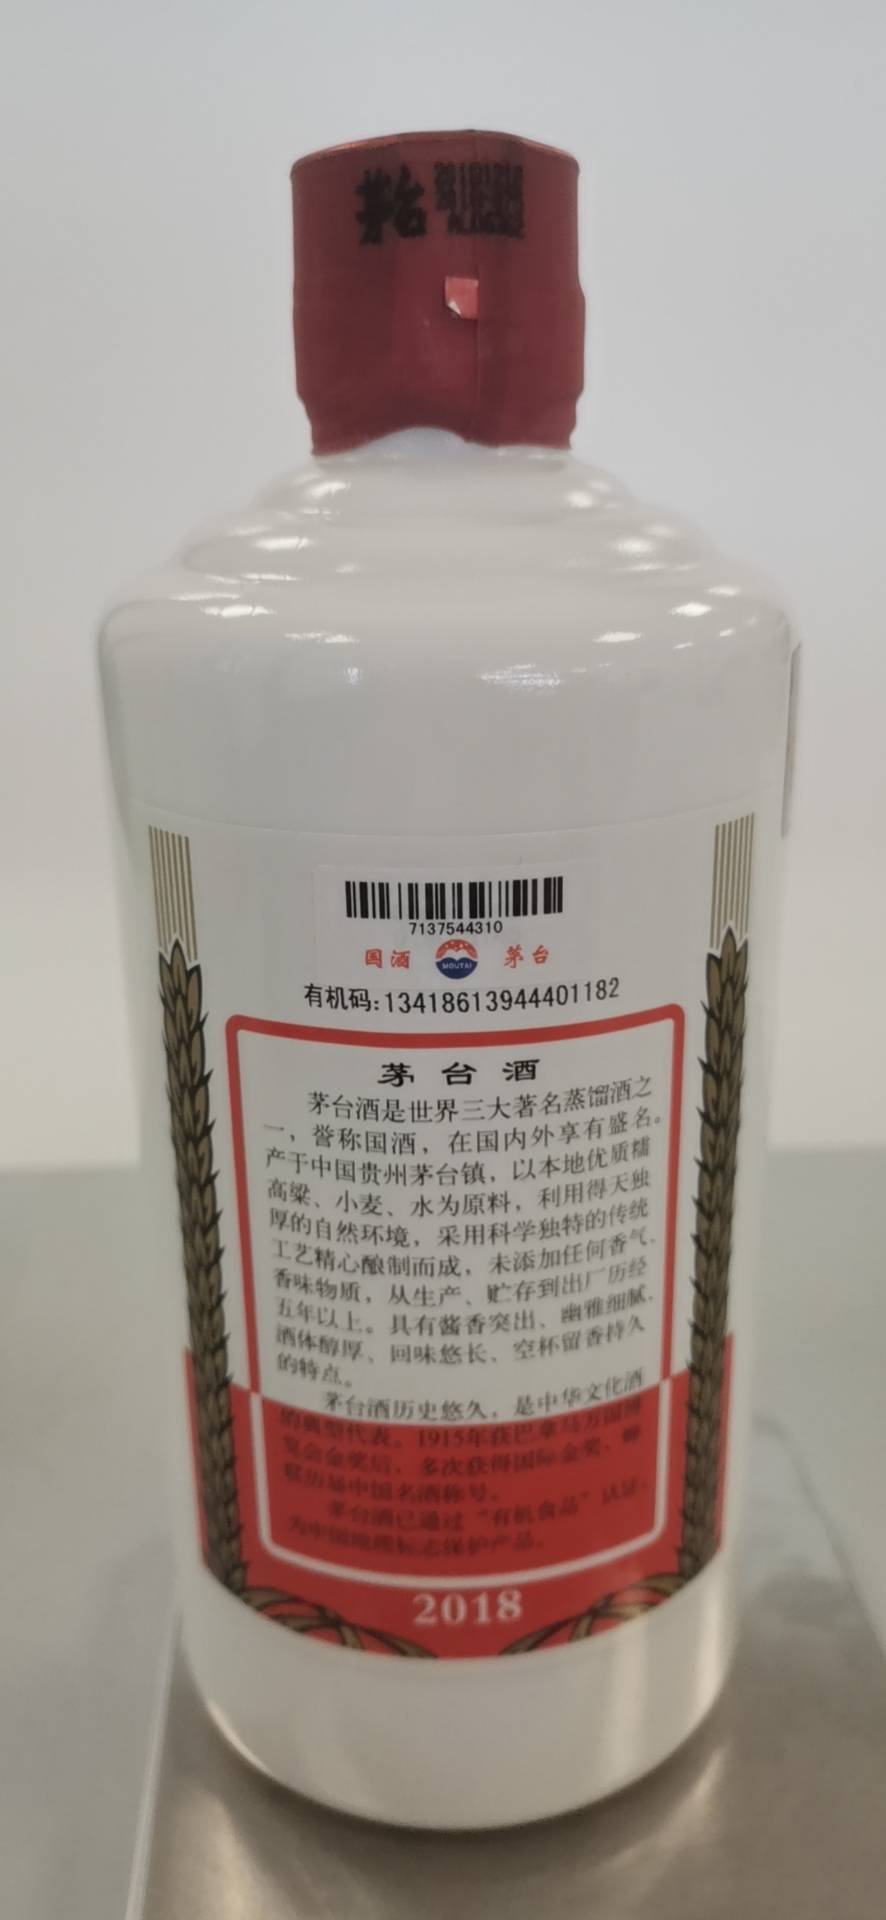 茅台
7137544310
国酒 MOUTAI 茅台
有机码:13418613944401182
茅台酒
茅台酒是世界三大著名蒸馏酒之
一，誉称国酒，在国内外享有盛名。
产于中国贵州茅台镇，以本地优质糯
高粱、小麦、水为原料，利用得天独
厚的自然环境，采用科学独特的传统
工艺精心酿制而成，未添加任何香气、
香味物质，从生产、贮存到出厂历经
五年以上。具有酱香突出、幽雅细腻、
酒体醇厚、回味悠长、空杯留香持久
的特点。
茅台酒历史悠久，是中华文化酒
的典型代表。1915年获巴拿马万国博
览会金奖后，多次获得国际金奖，蝉
联历届中国名酒称号。
茅台酒已通过“有机食品”认证，
为中国地理标志保护产品。
2018